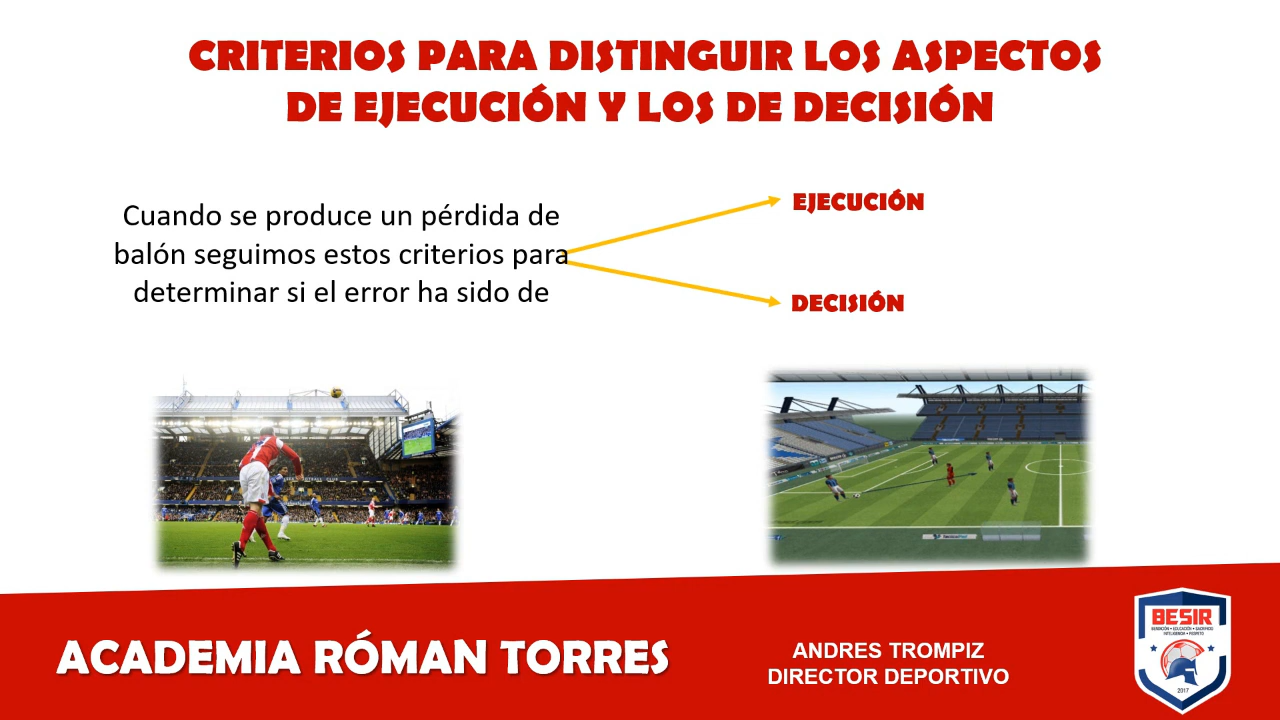 CRITERIOS PARA DISTINGUIR LOS ASPECTOS
DE EJECUCIÓN Y LOS DE DECISIÓN
Cuando se produce un pérdida de
balón seguimos estos criterios para
determinar si el error ha sido de
EJECUCIÓN
DECISIÓN
ACADEMIA RÓMAN TORRES
ANDRES TROMPIZ
DIRECTOR DEPORTIVO
BESIR
2017